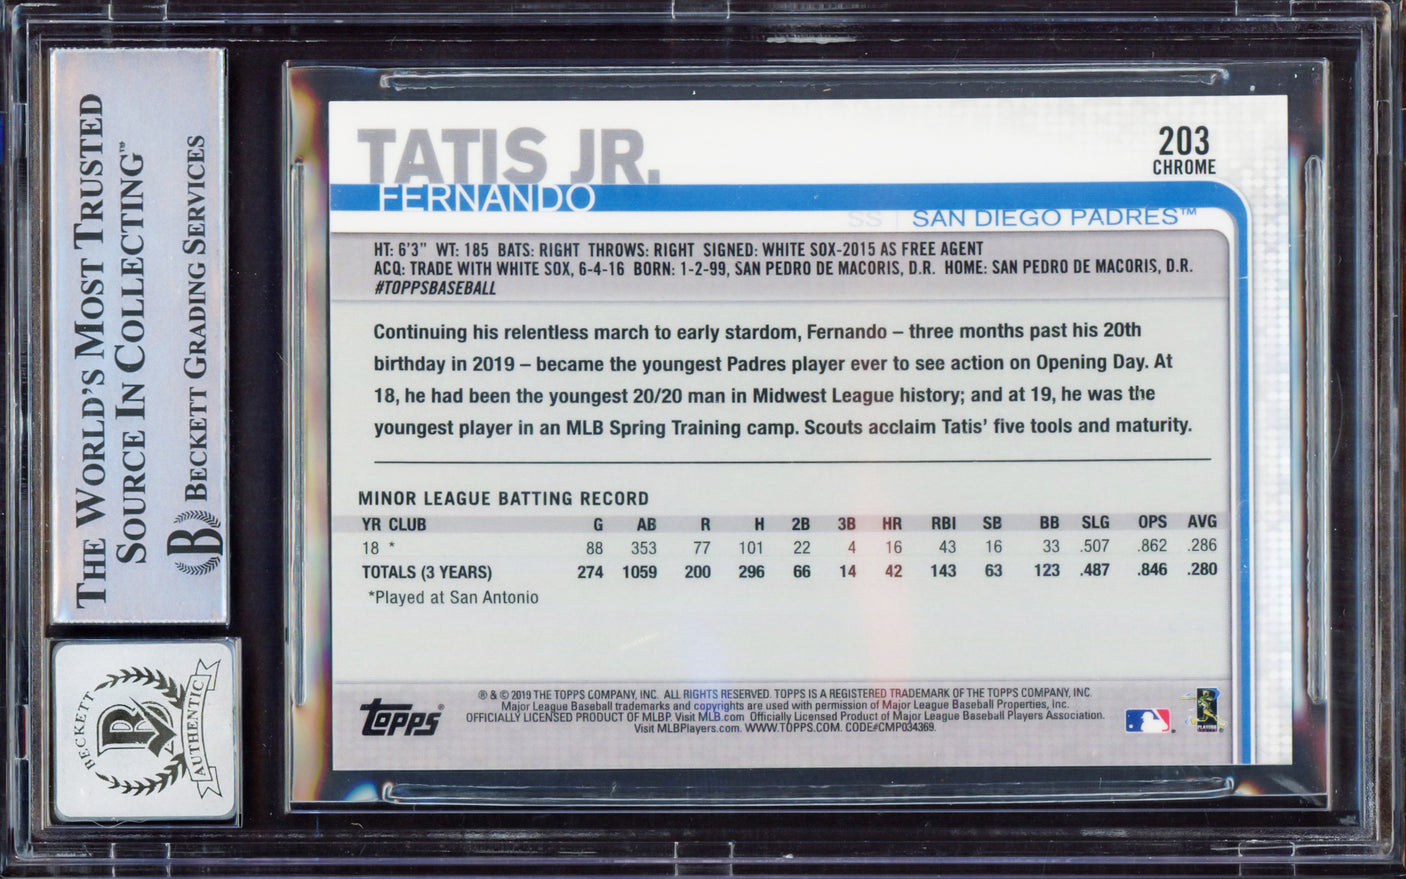 THE WORLD'S MOST TRUSTED
SOURCE IN COLLECTING™
BECKETT GRADING SERVICES
B
BECKETT
AUTHENTIC
TATIS JR.
FERNANDO
203
CHROME
SS | SAN DIEGO PADRES™
HT: 6'3" WT: 185 BATS: RIGHT THROWS: RIGHT SIGNED: WHITE SOX-2015 AS FREE AGENT
ACQ: TRADE WITH WHITE SOX, 6-4-16 BORN: 1-2-99, SAN PEDRO DE MACORIS, D.R. HOME: SAN PEDRO DE MACORIS, D.R.
#TOPPSBASEBALL
Continuing his relentless march to early stardom, Fernando – three months past his 20th
birthday in 2019 – became the youngest Padres player ever to see action on Opening Day. At
18, he had been the youngest 20/20 man in Midwest League history; and at 19, he was the
youngest player in an MLB Spring Training camp. Scouts acclaim Tatis' five tools and maturity.
MINOR LEAGUE BATTING RECORD
YR CLUB G AB R H 2B 3B HR RBI SB BB SLG OPS AVG
18 * 88 353 77 101 22 4 16 43 16 33 .507 .862 .286
TOTALS (3 YEARS) 274 1059 200 296 66 14 42 143 63 123 .487 .846 .280
*Played at San Antonio
topps®
® & © 2019 THE TOPPS COMPANY, INC. ALL RIGHTS RESERVED. TOPPS IS A REGISTERED TRADEMARK OF THE TOPPS COMPANY, INC.
Major League Baseball trademarks and copyrights are used with permission of Major League Baseball Properties, Inc.
OFFICIALLY LICENSED PRODUCT OF MLBP. Visit MLB.com Officially Licensed Product of Major League Baseball Players Association.
Visit MLBPlayers.com. WWW.TOPPS.COM. CODE#CMP034369.